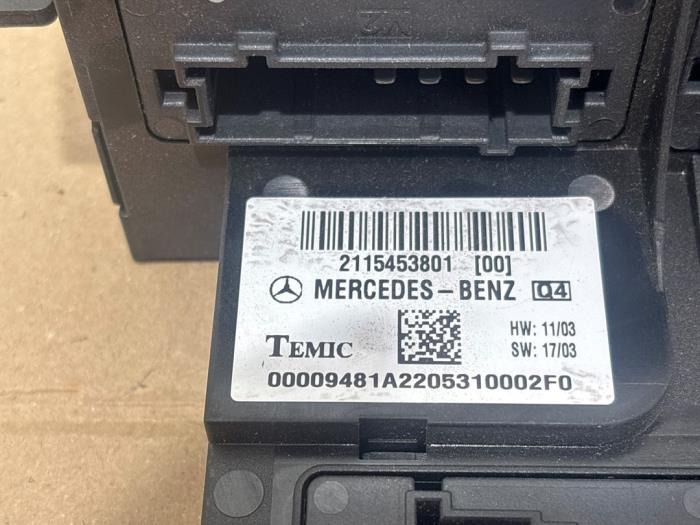 2115453801 [00]
MERCEDES-BENZ Q4
TEMIC
HW: 11/03
SW: 17/03
00009481A2205310002F0